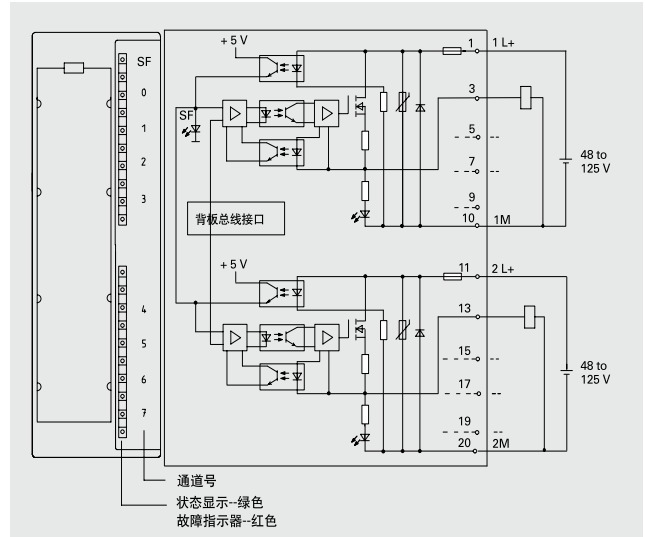 + 5 V
1
1 L+
SF
0
3
SF
1
5
2
7
48 to
125 V
3
9
背板总线接口
10
1M
+ 5 V
11
2 L+
4
13
5
15
6
17
48 to
125 V
7
19
20
2M
通道号
状态显示--绿色
故障指示器--红色